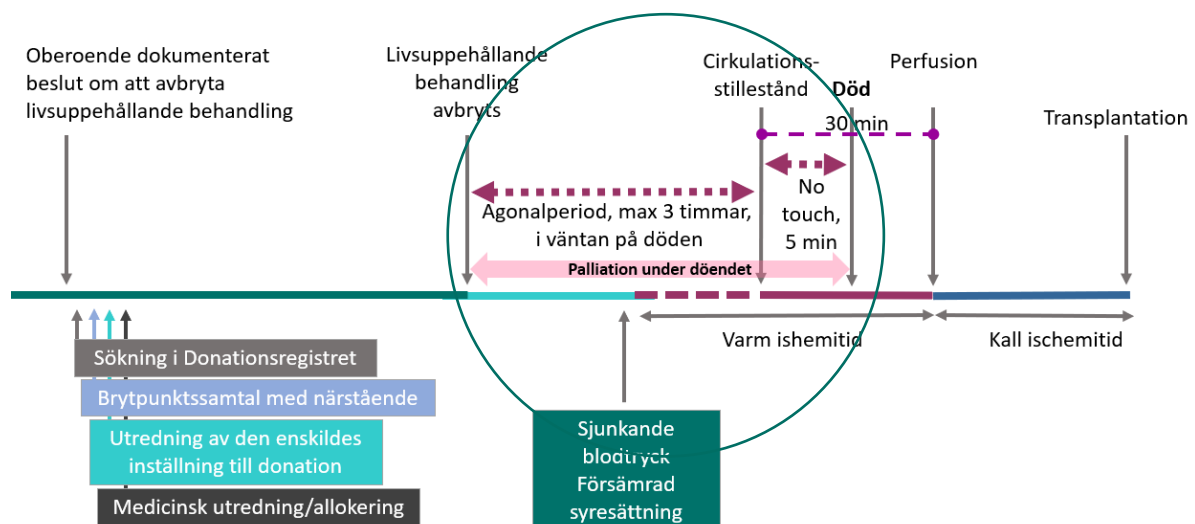 Oberoende dokumenterat
beslut om att avbryta
livsuppehållande behandling
Livsuppehållande
behandling
avbryts
Cirkulations-
stillestånd
Död
30 min
Perfusion
Transplantation
Agonalperiod, max 3 timmar,
i väntan på döden
No
touch,
5 min
Palliation under döendet
Varm ishemitid
Kall ischemitid
Sökning i Donationsregistret
Brytpunktssamtal med närstående
Utredning av den enskildes
inställning till donation
Medicinsk utredning/allokering
Sjunkande
blodtryck
Försämrad
syresättning